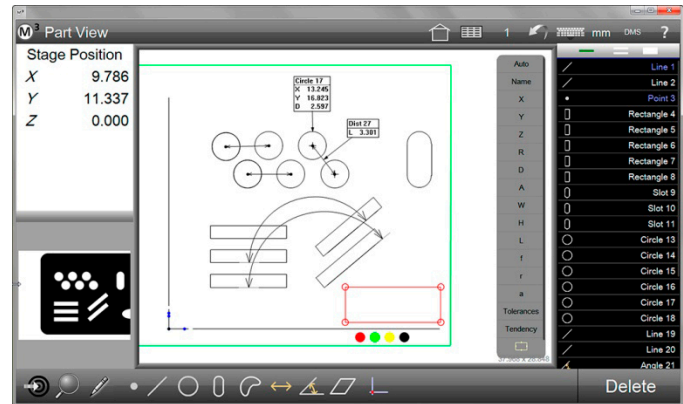 M³ Part View
1
mm
DMS
?
Stage Position
X 9.786
Y 11.337
Z 0.000
Circle 17
X 13.245
Y 16.823
D 2.597
Dist 27
L 3.301
Auto
Name
X
Y
Z
R
D
A
W
H
L
f
r
a
Tolerances
Tendency
Line 1
Line 2
Point 3
Rectangle 4
Rectangle 5
Rectangle 6
Rectangle 7
Rectangle 8
Slot 9
Slot 10
Slot 11
Circle 13
Circle 14
Circle 15
Circle 16
Circle 17
Circle 18
Line 19
Line 20
Angle 21
Delete